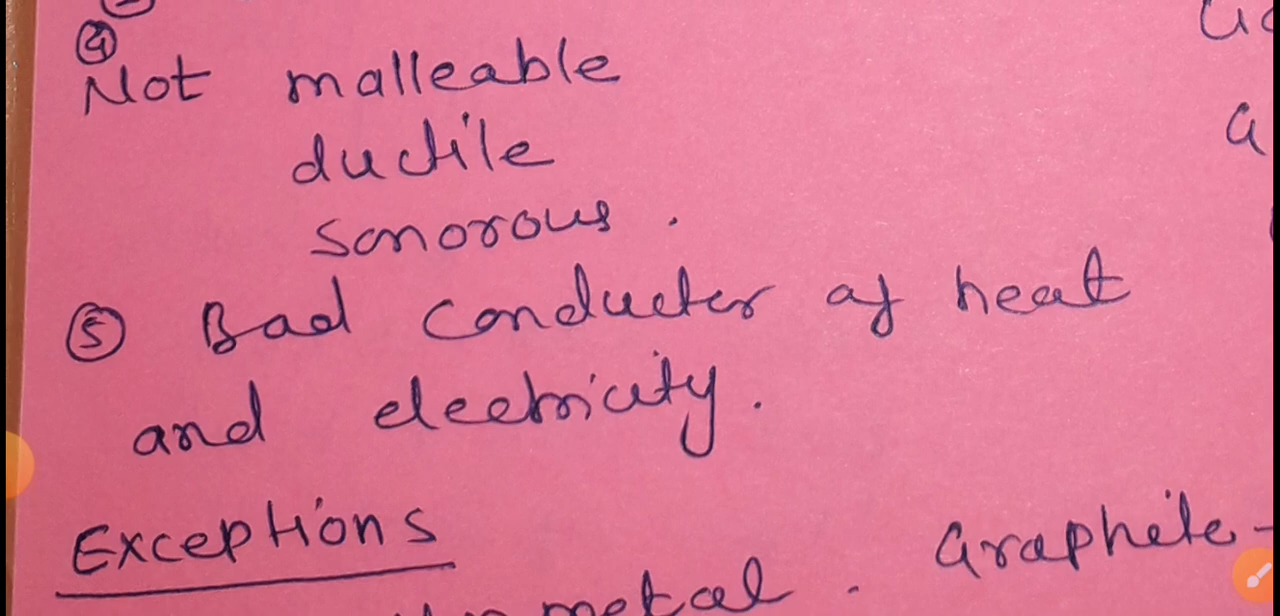 ④
Not malleable
ductile
sonorous.
⑤ Bad conductor of heat
and electricity.
Exceptions
Graphite-
metal.